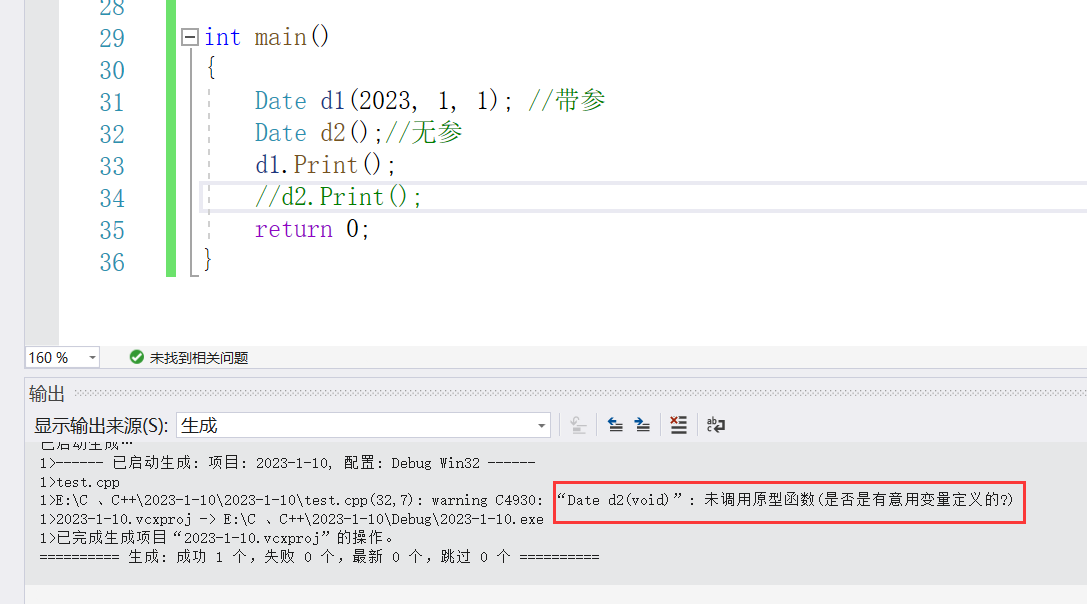 28
29 int main()
30 {
31 Date d1(2023, 1, 1); //带参
32 Date d2();//无参
33 d1.Print();
34 //d2.Print();
35 return 0;
36 }
160 % 未找到相关问题
输出
显示输出来源(S): 生成
已启动生成…
1>------ 已启动生成: 项目: 2023-1-10, 配置: Debug Win32 ------
1>test.cpp
1>E:\C 、C++\2023-1-10\2023-1-10\test.cpp(32,7): warning C4930: “Date d2(void)”: 未调用原型函数(是否是有意用变量定义的?)
1>2023-1-10.vcxproj -> E:\C 、C++\2023-1-10\Debug\2023-1-10.exe
1>已完成生成项目“2023-1-10.vcxproj”的操作。
========== 生成: 成功 1 个，失败 0 个，最新 0 个，跳过 0 个 ==========